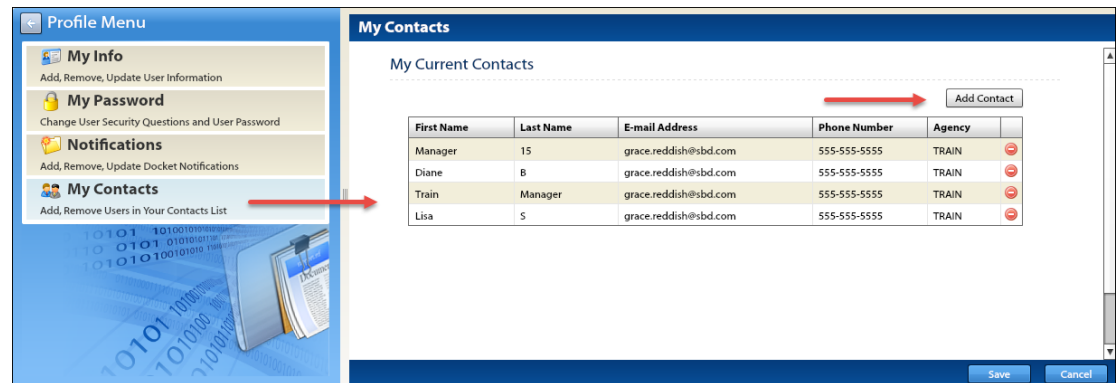 Profile Menu
My Info
Add, Remove, Update User Information
My Password
Change User Security Questions and User Password
Notifications
Add, Remove, Update Docket Notifications
My Contacts
Add, Remove Users in Your Contacts List
My Contacts
My Current Contacts
Add Contact
First Name Last Name E-mail Address Phone Number Agency
Manager 15 grace.reddish@sbd.com 555-555-5555 TRAIN
Diane B grace.reddish@sbd.com 555-555-5555 TRAIN
Train Manager grace.reddish@sbd.com 555-555-5555 TRAIN
Lisa S grace.reddish@sbd.com 555-555-5555 TRAIN
Save Cancel